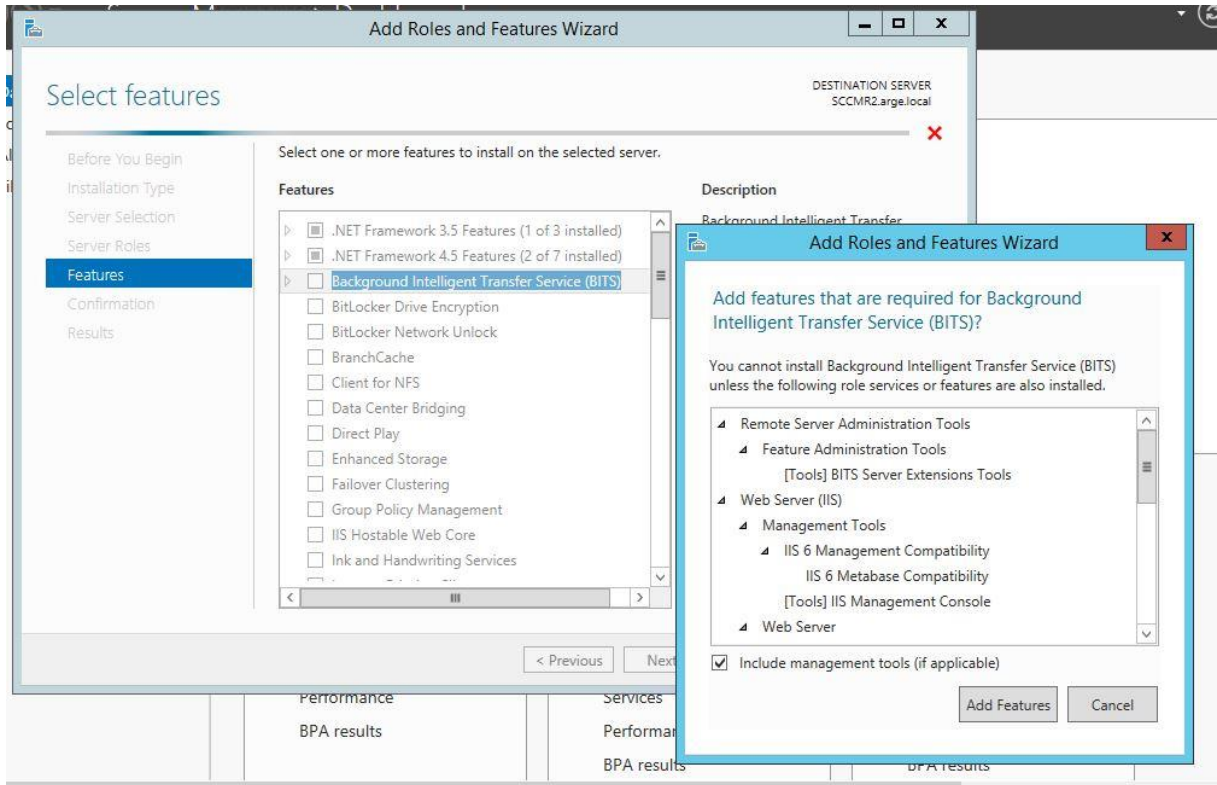 Add Roles and Features Wizard
Select features
DESTINATION SERVER
SCCMR2.arge.local
Before You Begin
Installation Type
Server Selection
Server Roles
Features
Confirmation
Results
Select one or more features to install on the selected server.
Features
.NET Framework 3.5 Features (1 of 3 installed)
.NET Framework 4.5 Features (2 of 7 installed)
Background Intelligent Transfer Service (BITS)
BitLocker Drive Encryption
BitLocker Network Unlock
BranchCache
Client for NFS
Data Center Bridging
Direct Play
Enhanced Storage
Failover Clustering
Group Policy Management
IIS Hostable Web Core
Ink and Handwriting Services
Description
Background Intelligent Transfer
< Previous
Next
Add Roles and Features Wizard
Add features that are required for Background
Intelligent Transfer Service (BITS)?
You cannot install Background Intelligent Transfer Service (BITS)
unless the following role services or features are also installed.
Remote Server Administration Tools
Feature Administration Tools
[Tools] BITS Server Extensions Tools
Web Server (IIS)
Management Tools
IIS 6 Management Compatibility
IIS 6 Metabase Compatibility
[Tools] IIS Management Console
Web Server
Include management tools (if applicable)
Add Features
Cancel
Performance
BPA results
Services
Performa
BPA results
BPA results